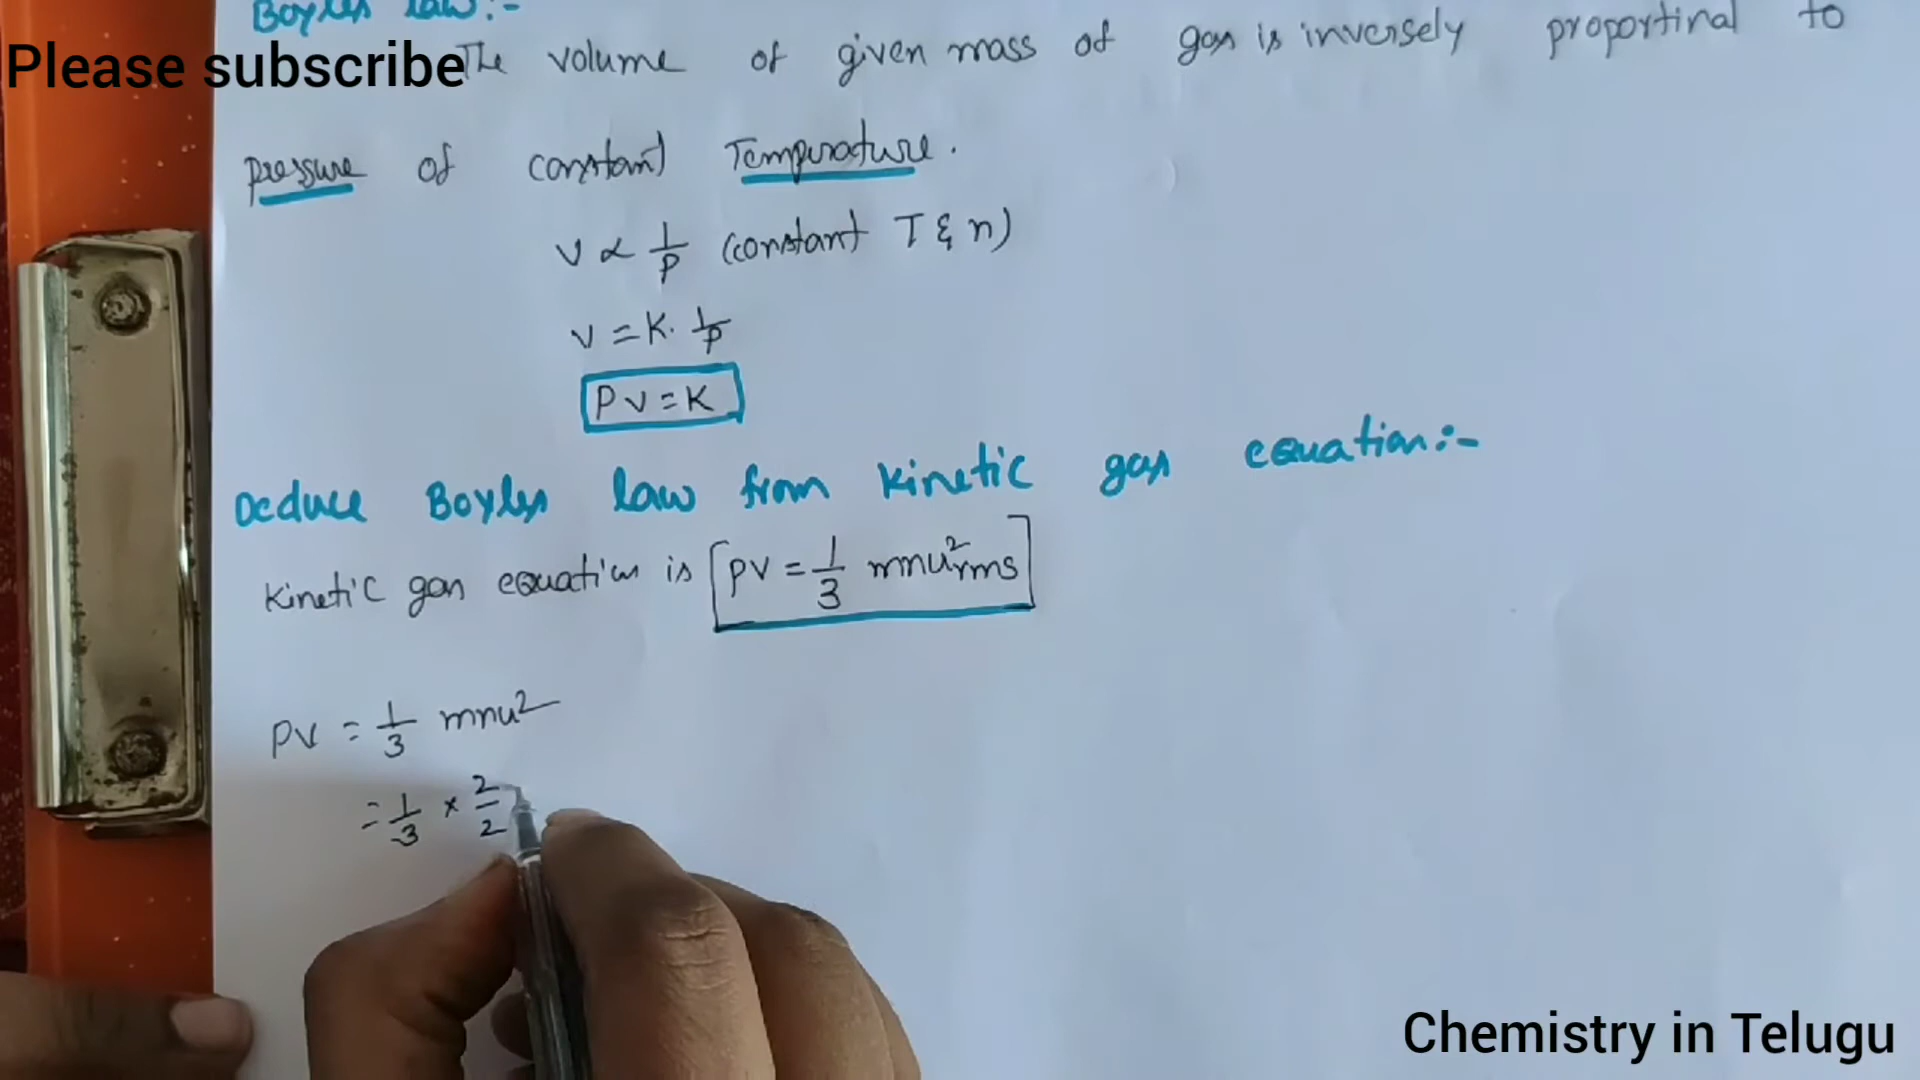 Boyles law:-
Please subscribe
The volume of given mass of gas is inversely proportinal to
pressure of constant Temperature.
V ∝ 1/P (constant T & n)
V = K. 1/P
PV = K
Deduce Boyles law from Kinetic gas equation:-
Kinetic gas equation is [PV = 1/3 mnu²rms]
PV = 1/3 mnu²
= 1/3 × 2/2
Chemistry in Telugu